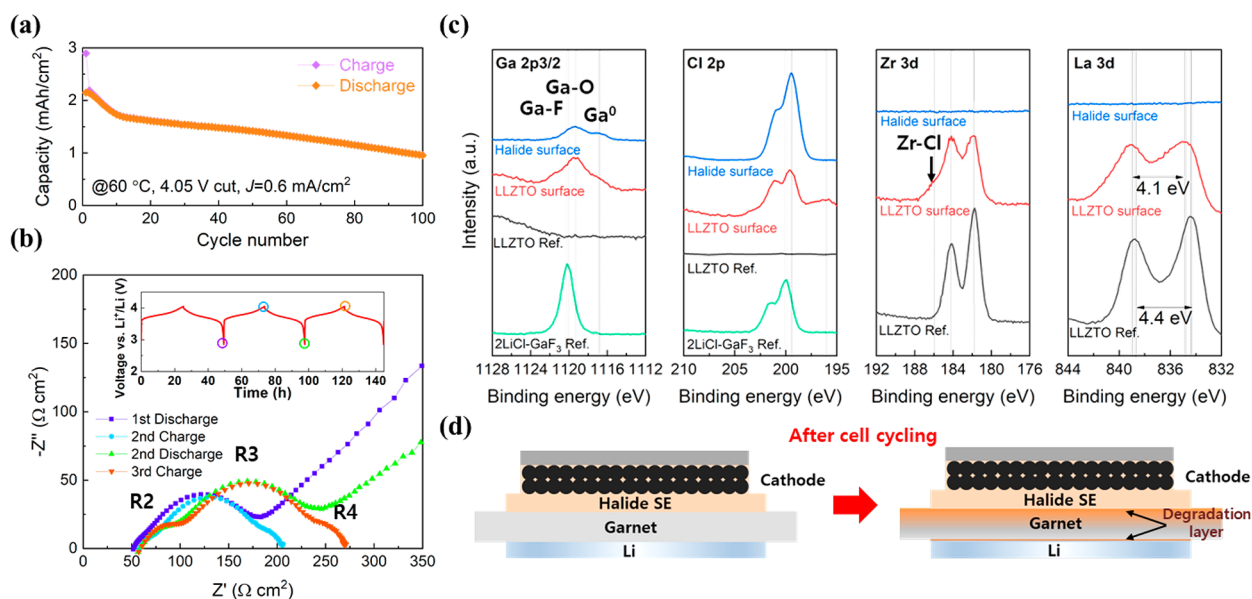 (a)
3
2
1
0
Capacity (mAh/cm²)
Charge
Discharge
@60 °C, 4.05 V cut, J=0.6 mA/cm²
0 20 40 60 80 100
Cycle number
(b)
200
150
100
50
0
-Z'' (Ω cm²)
Voltage vs. Li⁺/Li (V)
4
3
2
1
0
0 20 40 60 80 100 120 140
Time (h)
1st Discharge
2nd Charge
2nd Discharge
3rd Charge
R2
R3
R4
0 50 100 150 200 250 300 350
Z' (Ω cm²)
(c)
Intensity (a.u.)
Ga 2p3/2
Ga-O
Ga-F
Ga⁰
Halide surface
LLZTO surface
LLZTO Ref.
2LiCl-GaF₃ Ref.
1128 1124 1120 1116 1112
Binding energy (eV)
Cl 2p
Halide surface
LLZTO surface
LLZTO Ref.
2LiCl-GaF₃ Ref.
210 205 200 195
Binding energy (eV)
Zr 3d
Halide surface
Zr-Cl
LLZTO surface
LLZTO Ref.
192 188 184 180 176
Binding energy (eV)
La 3d
Halide surface
4.1 eV
LLZTO surface
4.4 eV
LLZTO Ref.
844 840 836 832
Binding energy (eV)
(d)
After cell cycling
Cathode
Halide SE
Garnet
Li
Cathode
Halide SE
Garnet
Li
Degradation
layer